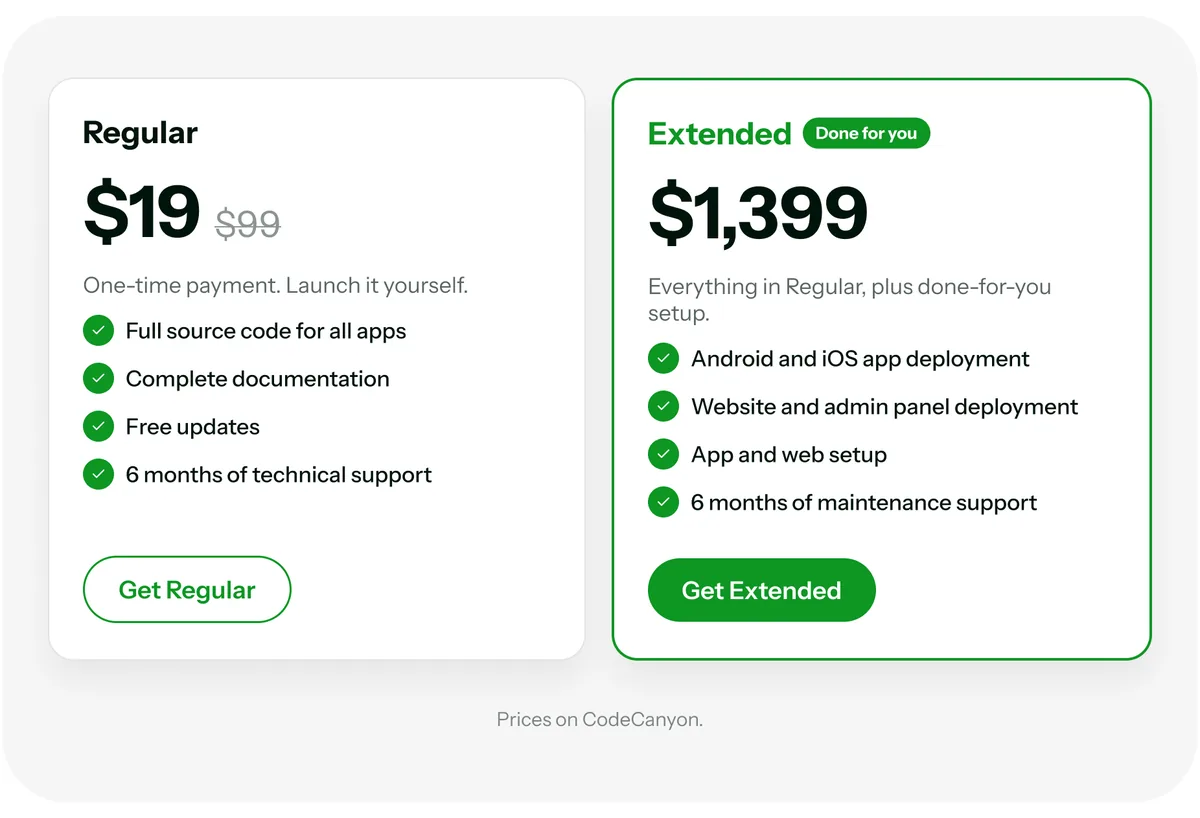 Regular
$19 $99
One-time payment. Launch it yourself.
Full source code for all apps
Complete documentation
Free updates
6 months of technical support
Get Regular
Extended Done for you
$1,399
Everything in Regular, plus done-for-you
setup.
Android and iOS app deployment
Website and admin panel deployment
App and web setup
6 months of maintenance support
Get Extended
Prices on CodeCanyon.